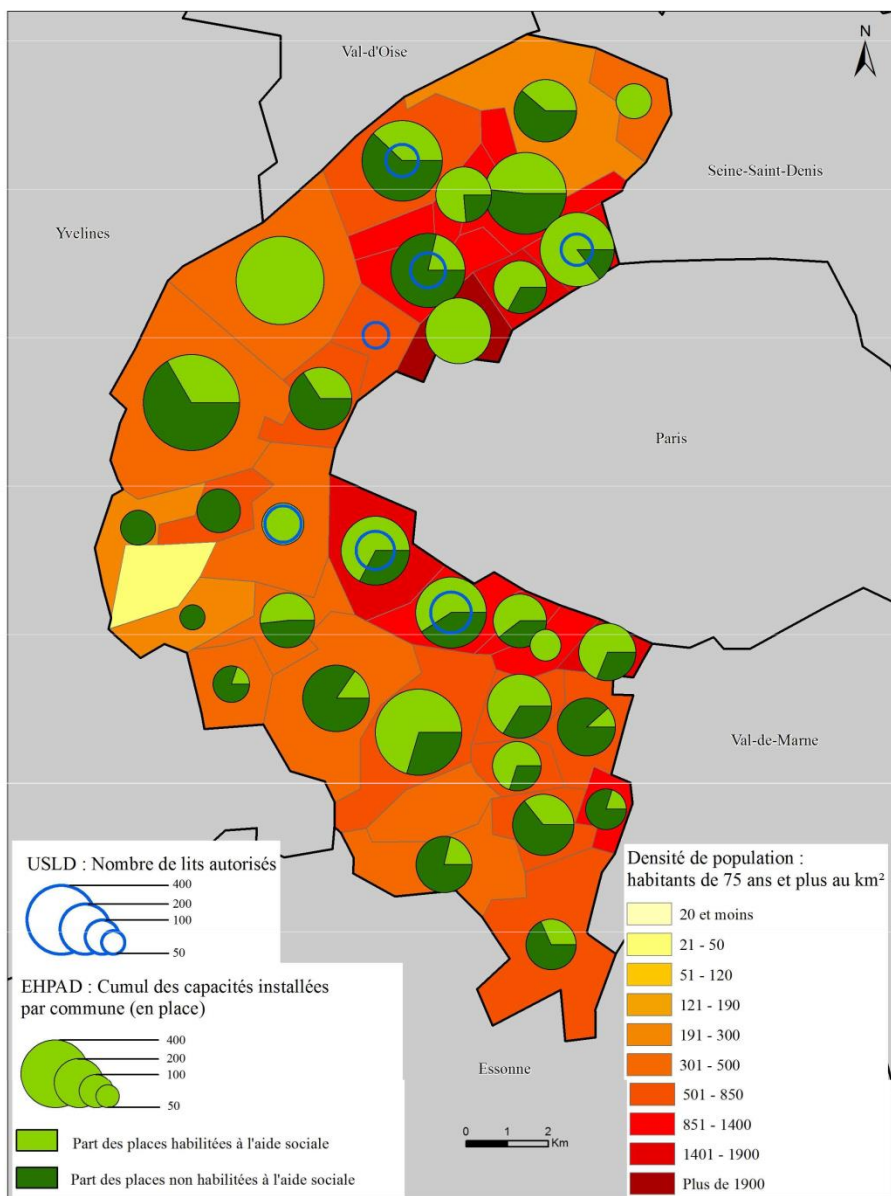 N
Val-d'Oise
Seine-Saint-Denis
Yvelines
Paris
Val-de-Marne
Essonne
USLD : Nombre de lits autorisés
400
200
100
50
EHPAD : Cumul des capacités installées
par commune (en place)
400
200
100
50
Part des places habilitées à l'aide sociale
Part des places non habilitées à l'aide sociale
0 1 2
Km
Densité de population :
habitants de 75 ans et plus au km²
20 et moins
21 - 50
51 - 120
121 - 190
191 - 300
301 - 500
501 - 850
851 - 1400
1401 - 1900
Plus de 1900